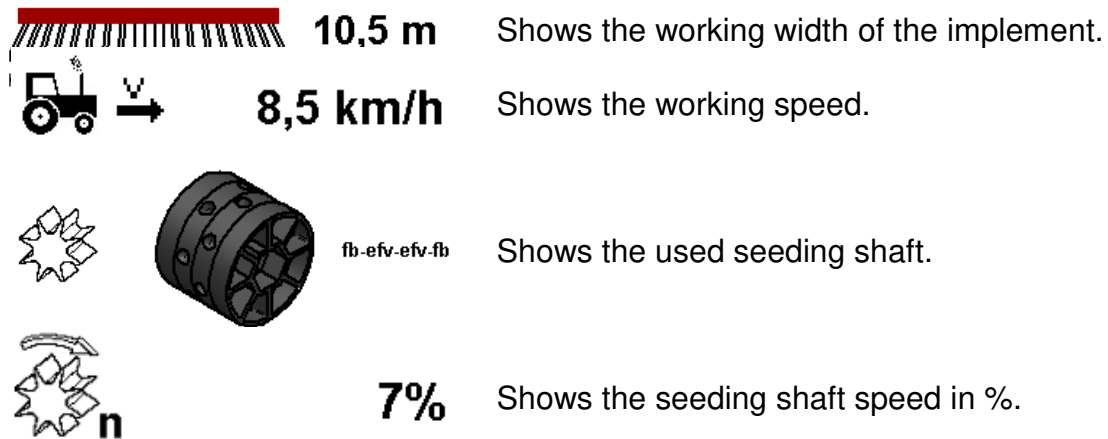 10,5 m Shows the working width of the implement.
v
8,5 km/h Shows the working speed.
fb-efv-efv-fb Shows the used seeding shaft.
n 7% Shows the seeding shaft speed in %.